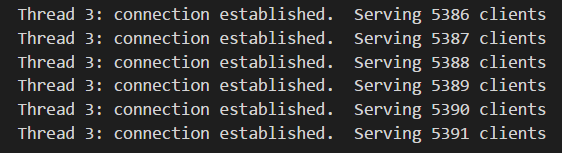 Thread 3: connection established.  Serving 5386 clients
Thread 3: connection established.  Serving 5387 clients
Thread 3: connection established.  Serving 5388 clients
Thread 3: connection established.  Serving 5389 clients
Thread 3: connection established.  Serving 5390 clients
Thread 3: connection established.  Serving 5391 clients